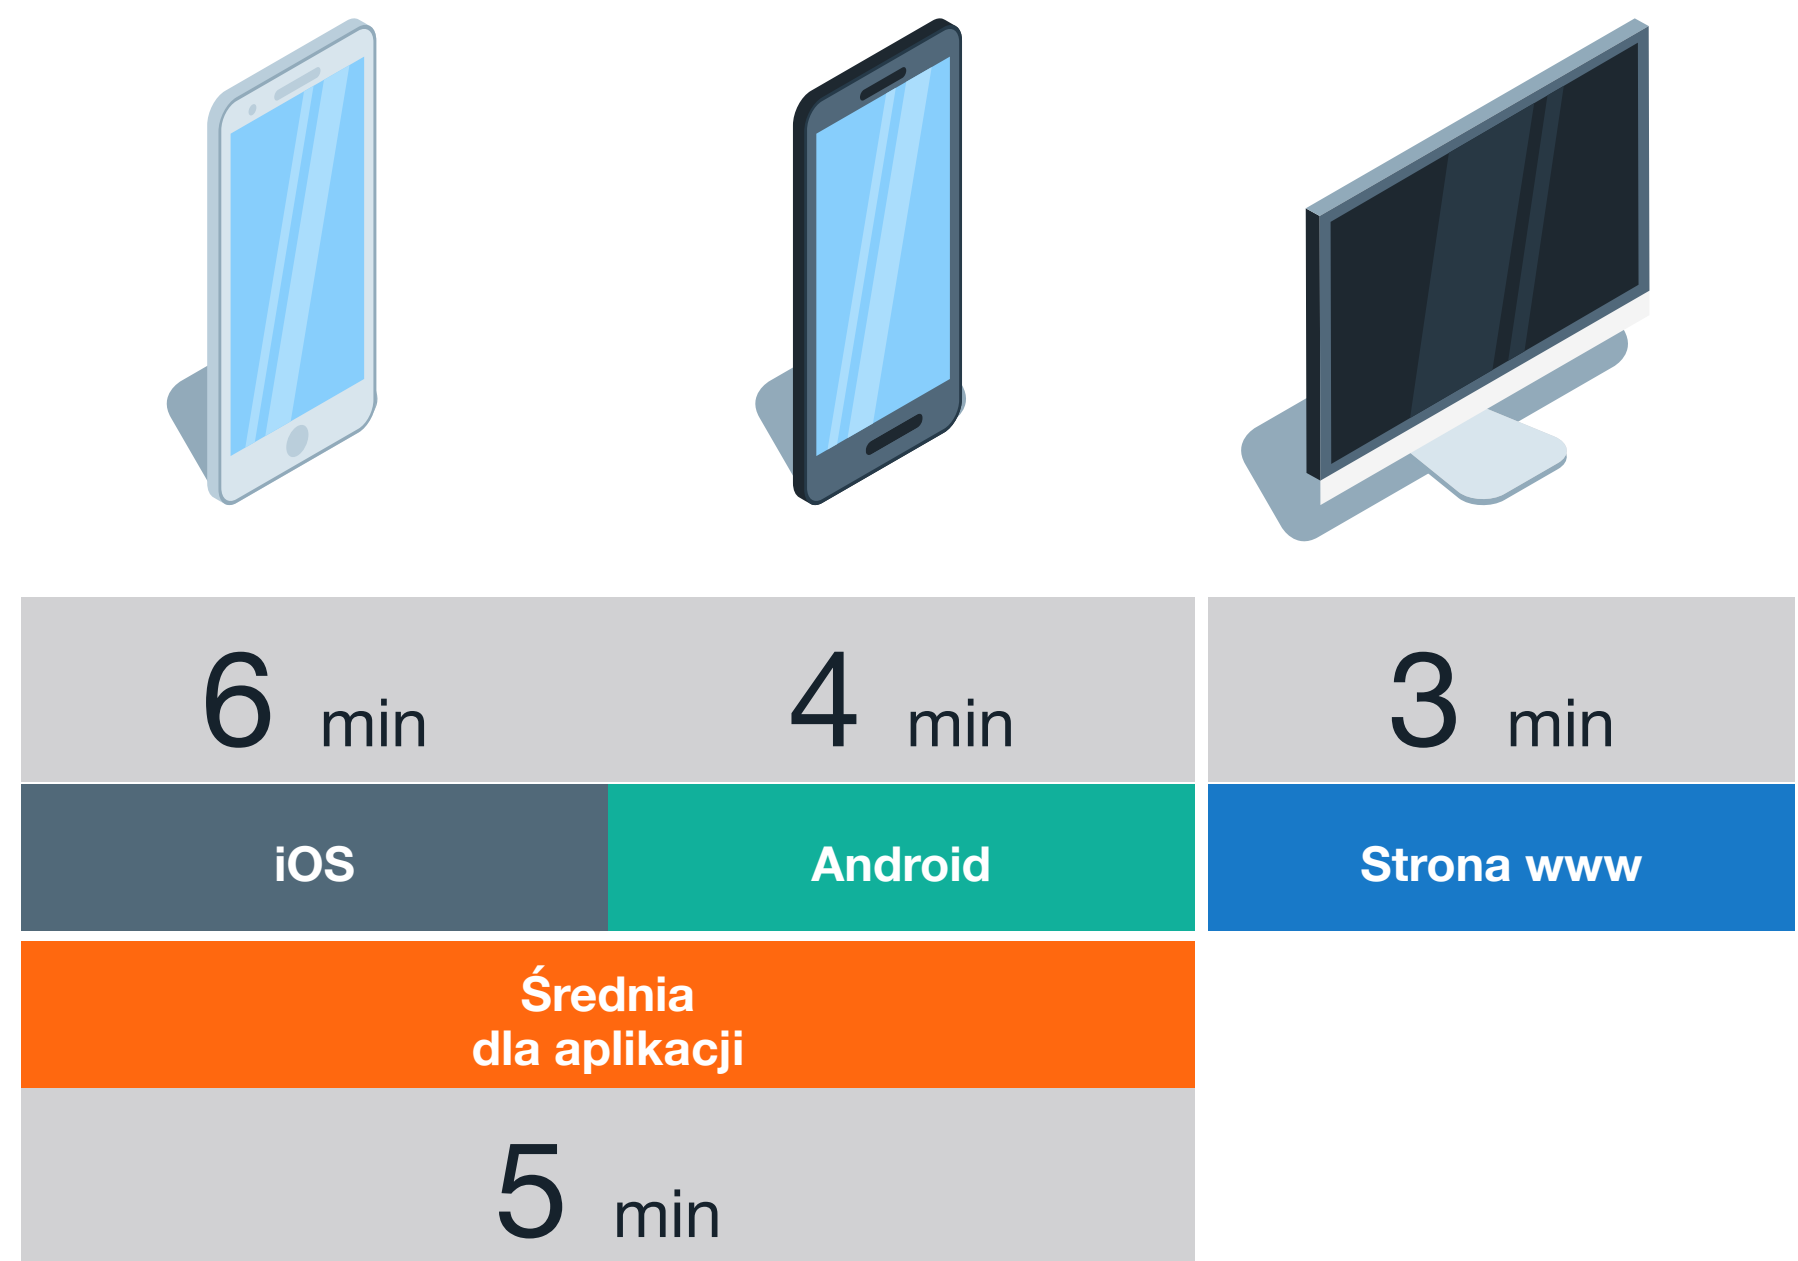 6 min 4 min 3 min
iOS Android Strona www
Średnia
dla aplikacji
5 min